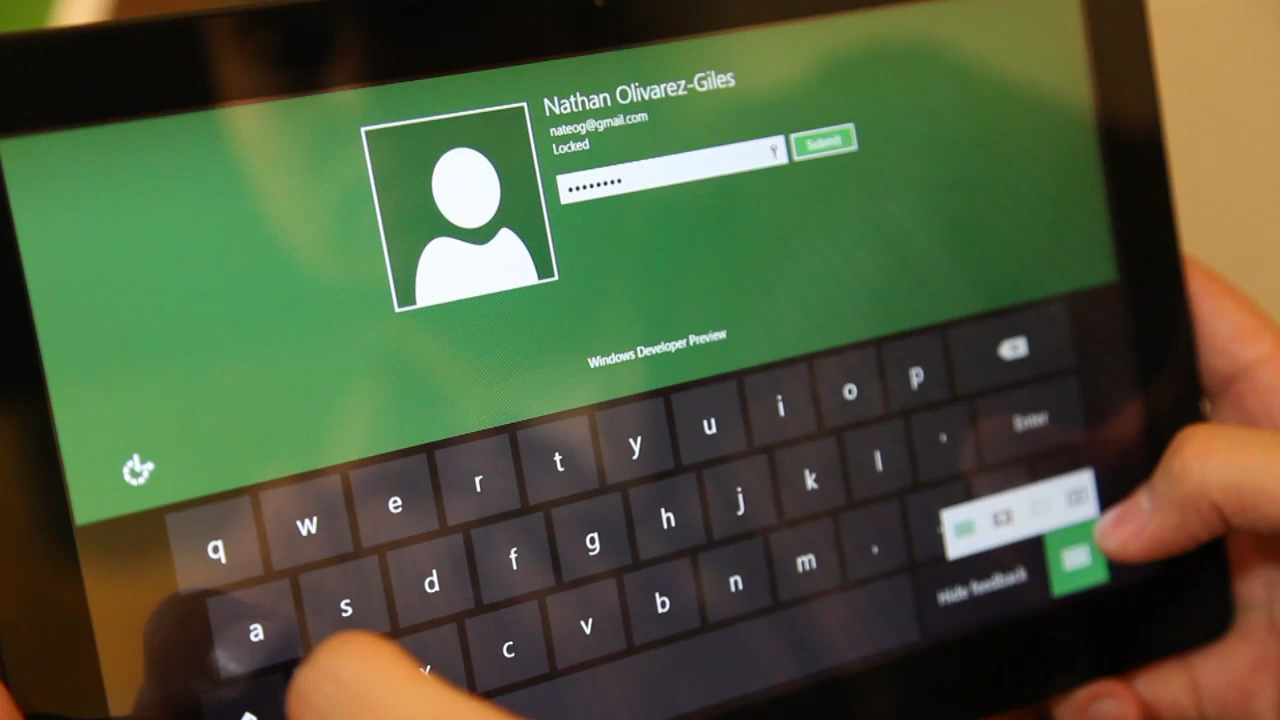 Nathan Olivarez-Giles
nateog@gmail.com
Locked
Submit
Windows Developer Preview
q w e r t y u i o p
a s d f g h j k l ' Enter
c v b n m ,
Hide feedback